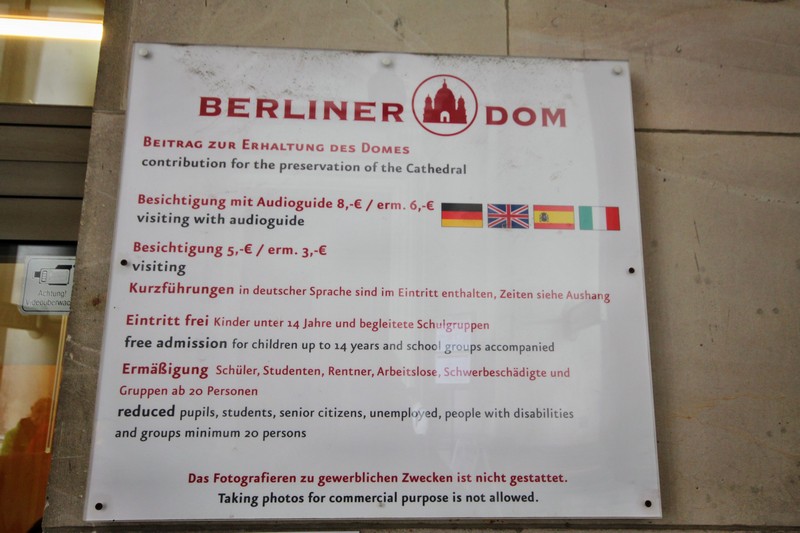 BERLINER DOM
BEITRAG ZUR ERHALTUNG DES DOMES
contribution for the preservation of the Cathedral
Besichtigung mit Audioguide 8,-€ / erm. 6,-€
visiting with audioguide
Besichtigung 5,-€ / erm. 3,-€
visiting
Kurzführungen in deutscher Sprache sind im Eintritt enthalten, Zeiten siehe Aushang
Eintritt frei Kinder unter 14 Jahre und begleitete Schulgruppen
free admission for children up to 14 years and school groups accompanied
Ermäßigung Schüler, Studenten, Rentner, Arbeitslose, Schwerbeschädigte und
Gruppen ab 20 Personen
reduced pupils, students, senior citizens, unemployed, people with disabilities
and groups minimum 20 persons
Das Fotografieren zu gewerblichen Zwecken ist nicht gestattet.
Taking photos for commercial purpose is not allowed.
Achtung!